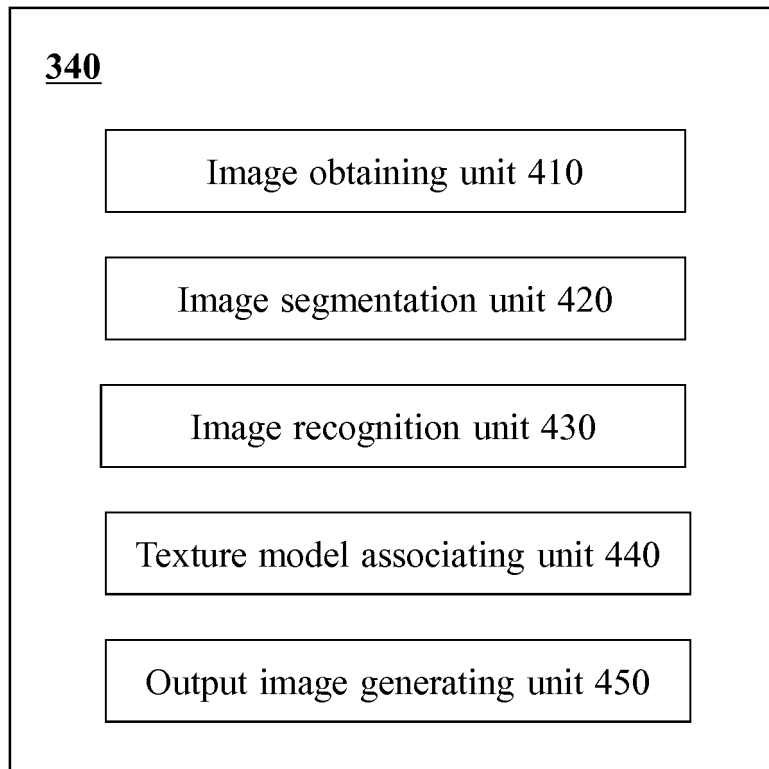 340
Image obtaining unit 410
Image segmentation unit 420
Image recognition unit 430
Texture model associating unit 440
Output image generating unit 450